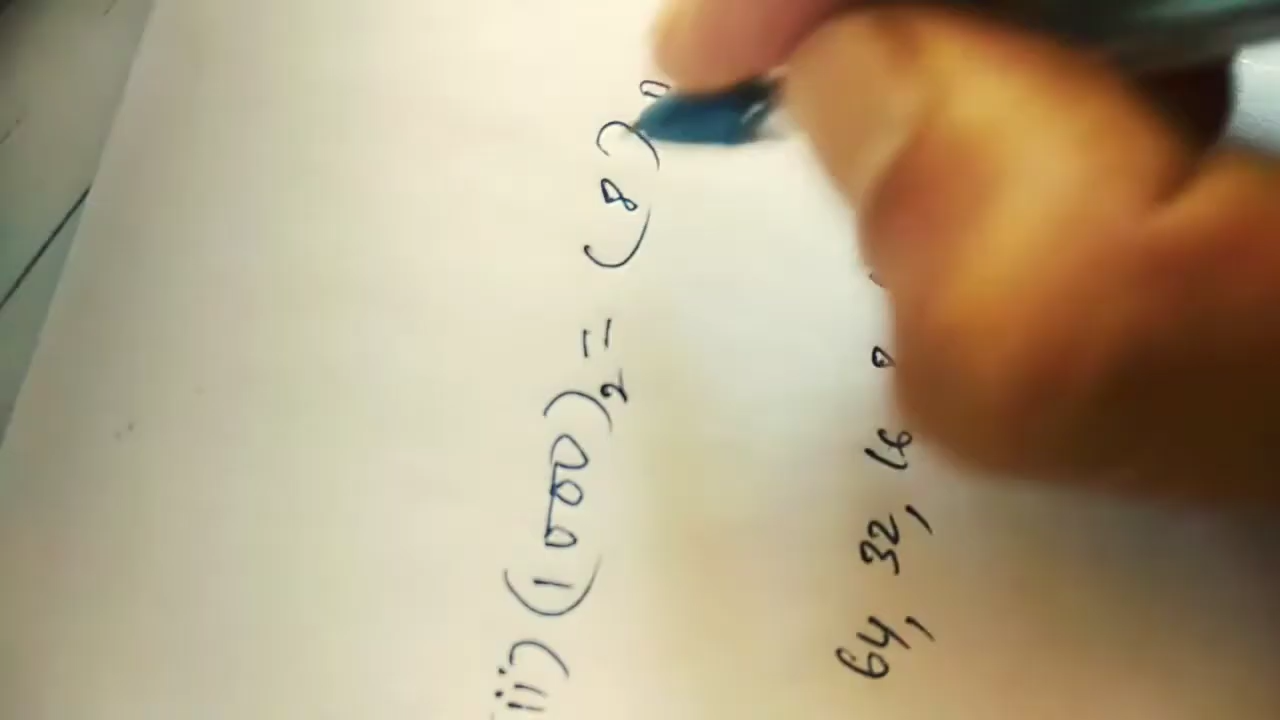 ii) (1000)₂ = (8)
64, 32, 16